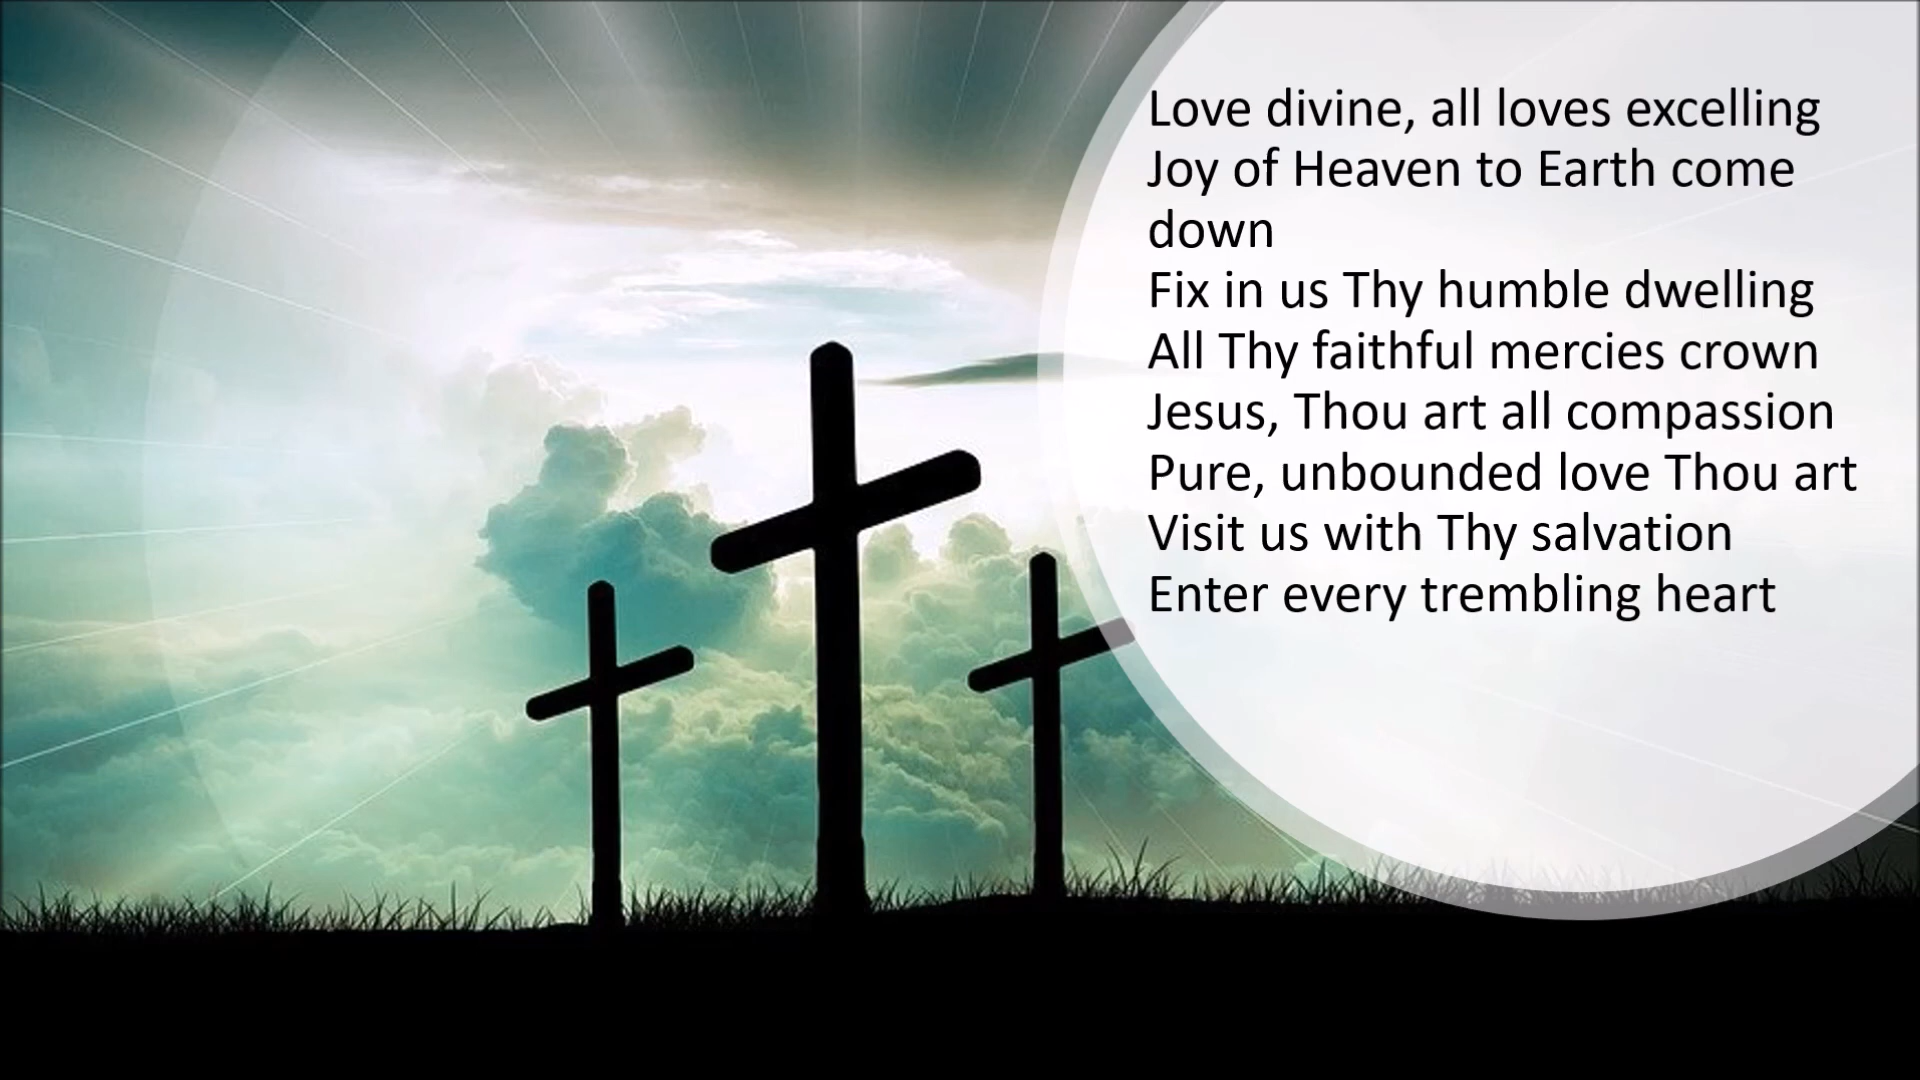 Love divine, all loves excelling
Joy of Heaven to Earth come
down
Fix in us Thy humble dwelling
All Thy faithful mercies crown
Jesus, Thou art all compassion
Pure, unbounded love Thou art
Visit us with Thy salvation
Enter every trembling heart